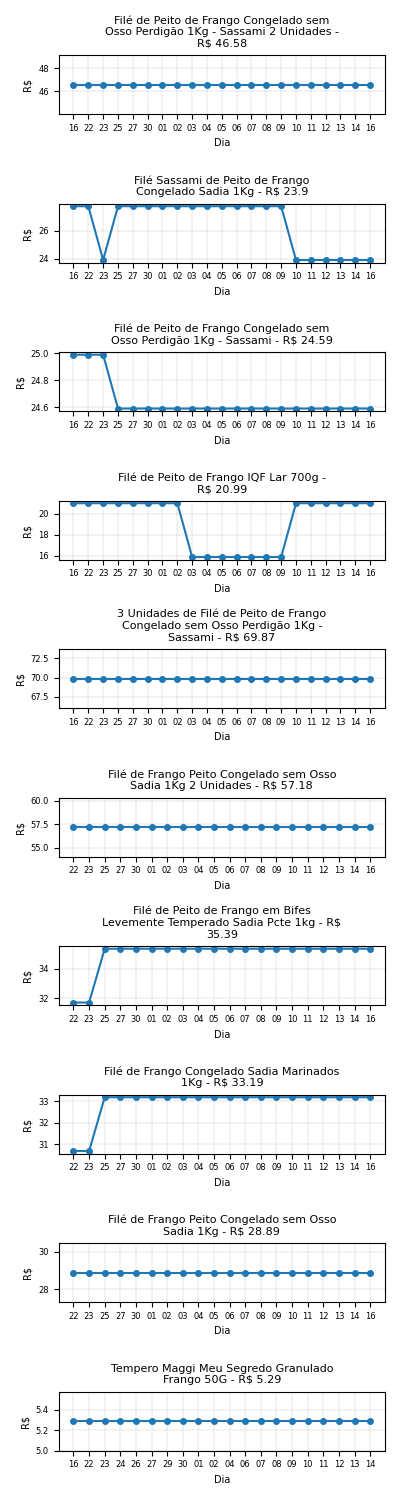 Filé de Peito de Frango Congelado sem
Osso Perdigão 1Kg - Sassami 2 Unidades -
R$ 46.58
48
46
R$
16 22 23 25 27 30 01 02 03 04 05 06 07 08 09 10 11 12 13 14 16
Dia
Filé Sassami de Peito de Frango
Congelado Sadia 1Kg - R$ 23.9
26
24
R$
16 22 23 25 27 30 01 02 03 04 05 06 07 08 09 10 11 12 13 14 16
Dia
Filé de Peito de Frango Congelado sem
Osso Perdigão 1Kg - Sassami - R$ 24.59
25.0
24.8
24.6
R$
16 22 23 25 27 30 01 02 03 04 05 06 07 08 09 10 11 12 13 14 16
Dia
Filé de Peito de Frango IQF Lar 700g -
R$ 20.99
20
18
16
R$
16 22 23 25 27 30 01 02 03 04 05 06 07 08 09 10 11 12 13 14 16
Dia
3 Unidades de Filé de Peito de Frango
Congelado sem Osso Perdigão 1Kg -
Sassami - R$ 69.87
72.5
70.0
67.5
R$
16 22 23 25 27 30 01 02 03 04 05 06 07 08 09 10 11 12 13 14 16
Dia
Filé de Frango Peito Congelado sem Osso
Sadia 1Kg 2 Unidades - R$ 57.18
60.0
57.5
55.0
R$
22 23 25 27 30 01 02 03 04 05 06 07 08 09 10 11 12 13 14 16
Dia
Filé de Peito de Frango em Bifes
Levemente Temperado Sadia Pcte 1kg - R$
35.39
34
32
R$
22 23 25 27 30 01 02 03 04 05 06 07 08 09 10 11 12 13 14 16
Dia
Filé de Frango Congelado Sadia Marinados
1Kg - R$ 33.19
33
32
31
R$
22 23 25 27 30 01 02 03 04 05 06 07 08 09 10 11 12 13 14 16
Dia
Filé de Frango Peito Congelado sem Osso
Sadia 1Kg - R$ 28.89
30
28
R$
22 23 25 27 30 01 02 03 04 05 06 07 08 09 10 11 12 13 14 16
Dia
Tempero Maggi Meu Segredo Granulado
Frango 50G - R$ 5.29
5.4
5.2
5.0
R$
16 22 23 24 26 27 29 30 01 02 04 06 07 08 09 10 11 12 13 14
Dia